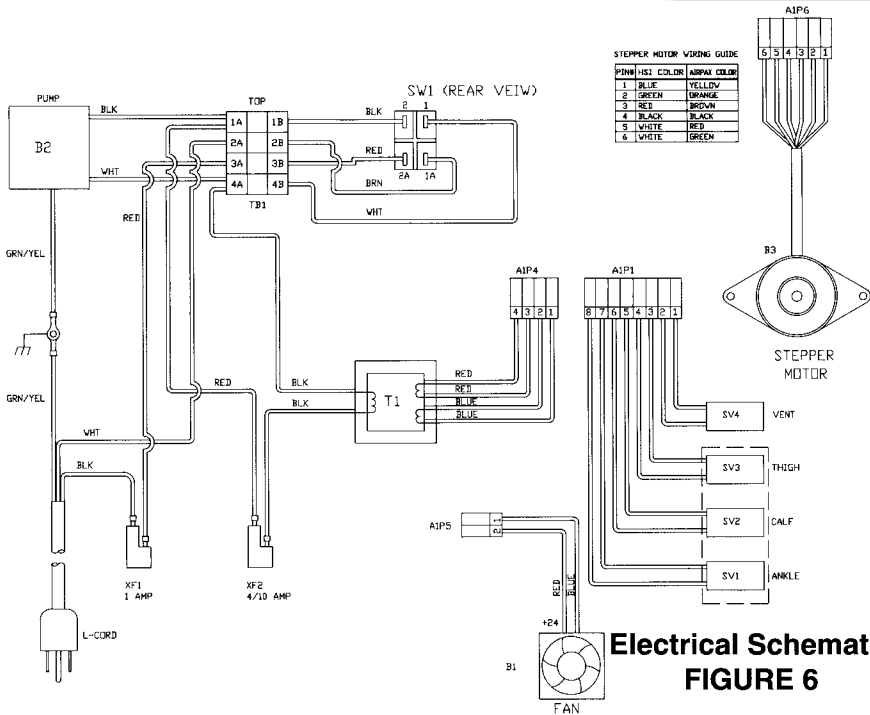 A1P6
6 5 4 3 2 1
STEPPER MOTOR WIRING GUIDE
PIN# HSI COLOR AIRPAX COLOR
1 BLUE YELLOW
2 GREEN ORANGE
3 RED BROWN
4 BLACK BLACK
5 WHITE RED
6 WHITE GREEN
B3
STEPPER
MOTOR
PUMP
B2
BLK
WHT
GRN/YEL
GRN/YEL
RED
TOP
1A 1B
2A 2B
3A 3B
4A 4B
TB1
SW1 (REAR VEIW)
2 1
2A 1A
BLK
RED
BRN
WHT
A1P4
4 3 2 1
A1P1
8 7 6 5 4 3 2 1
RED
RED
BLUE
BLUE
T1
BLK
BLK
RED
WHT
BLK
SV4 VENT
SV3 THIGH
SV2 CALF
SV1 ANKLE
A1P5
1
2
RED
BLUE
+24
B1
FAN
XF1
1 AMP
XF2
4/10 AMP
L-CORD
Electrical Schemat
FIGURE 6